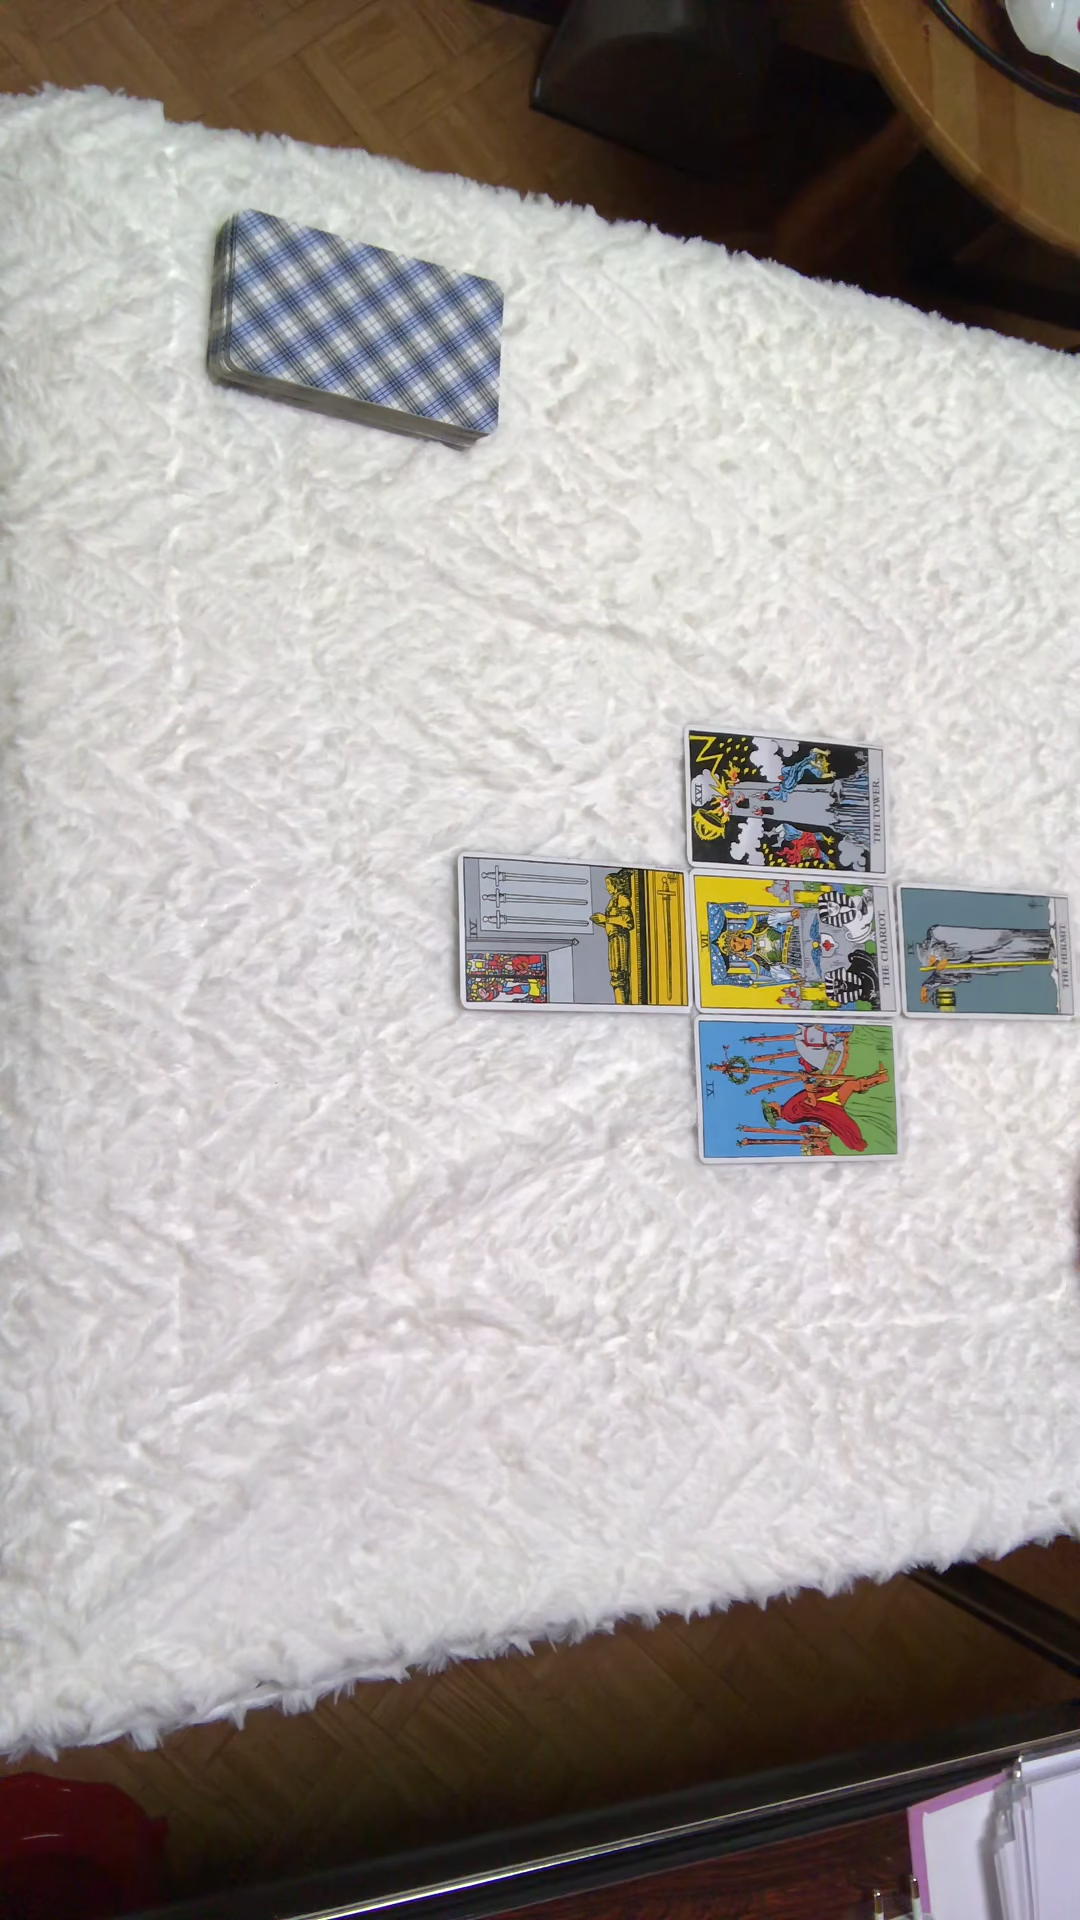 IV
VI
VII
THE CHARIOT.
XVI
THE TOWER.
IX
THE HERMIT.